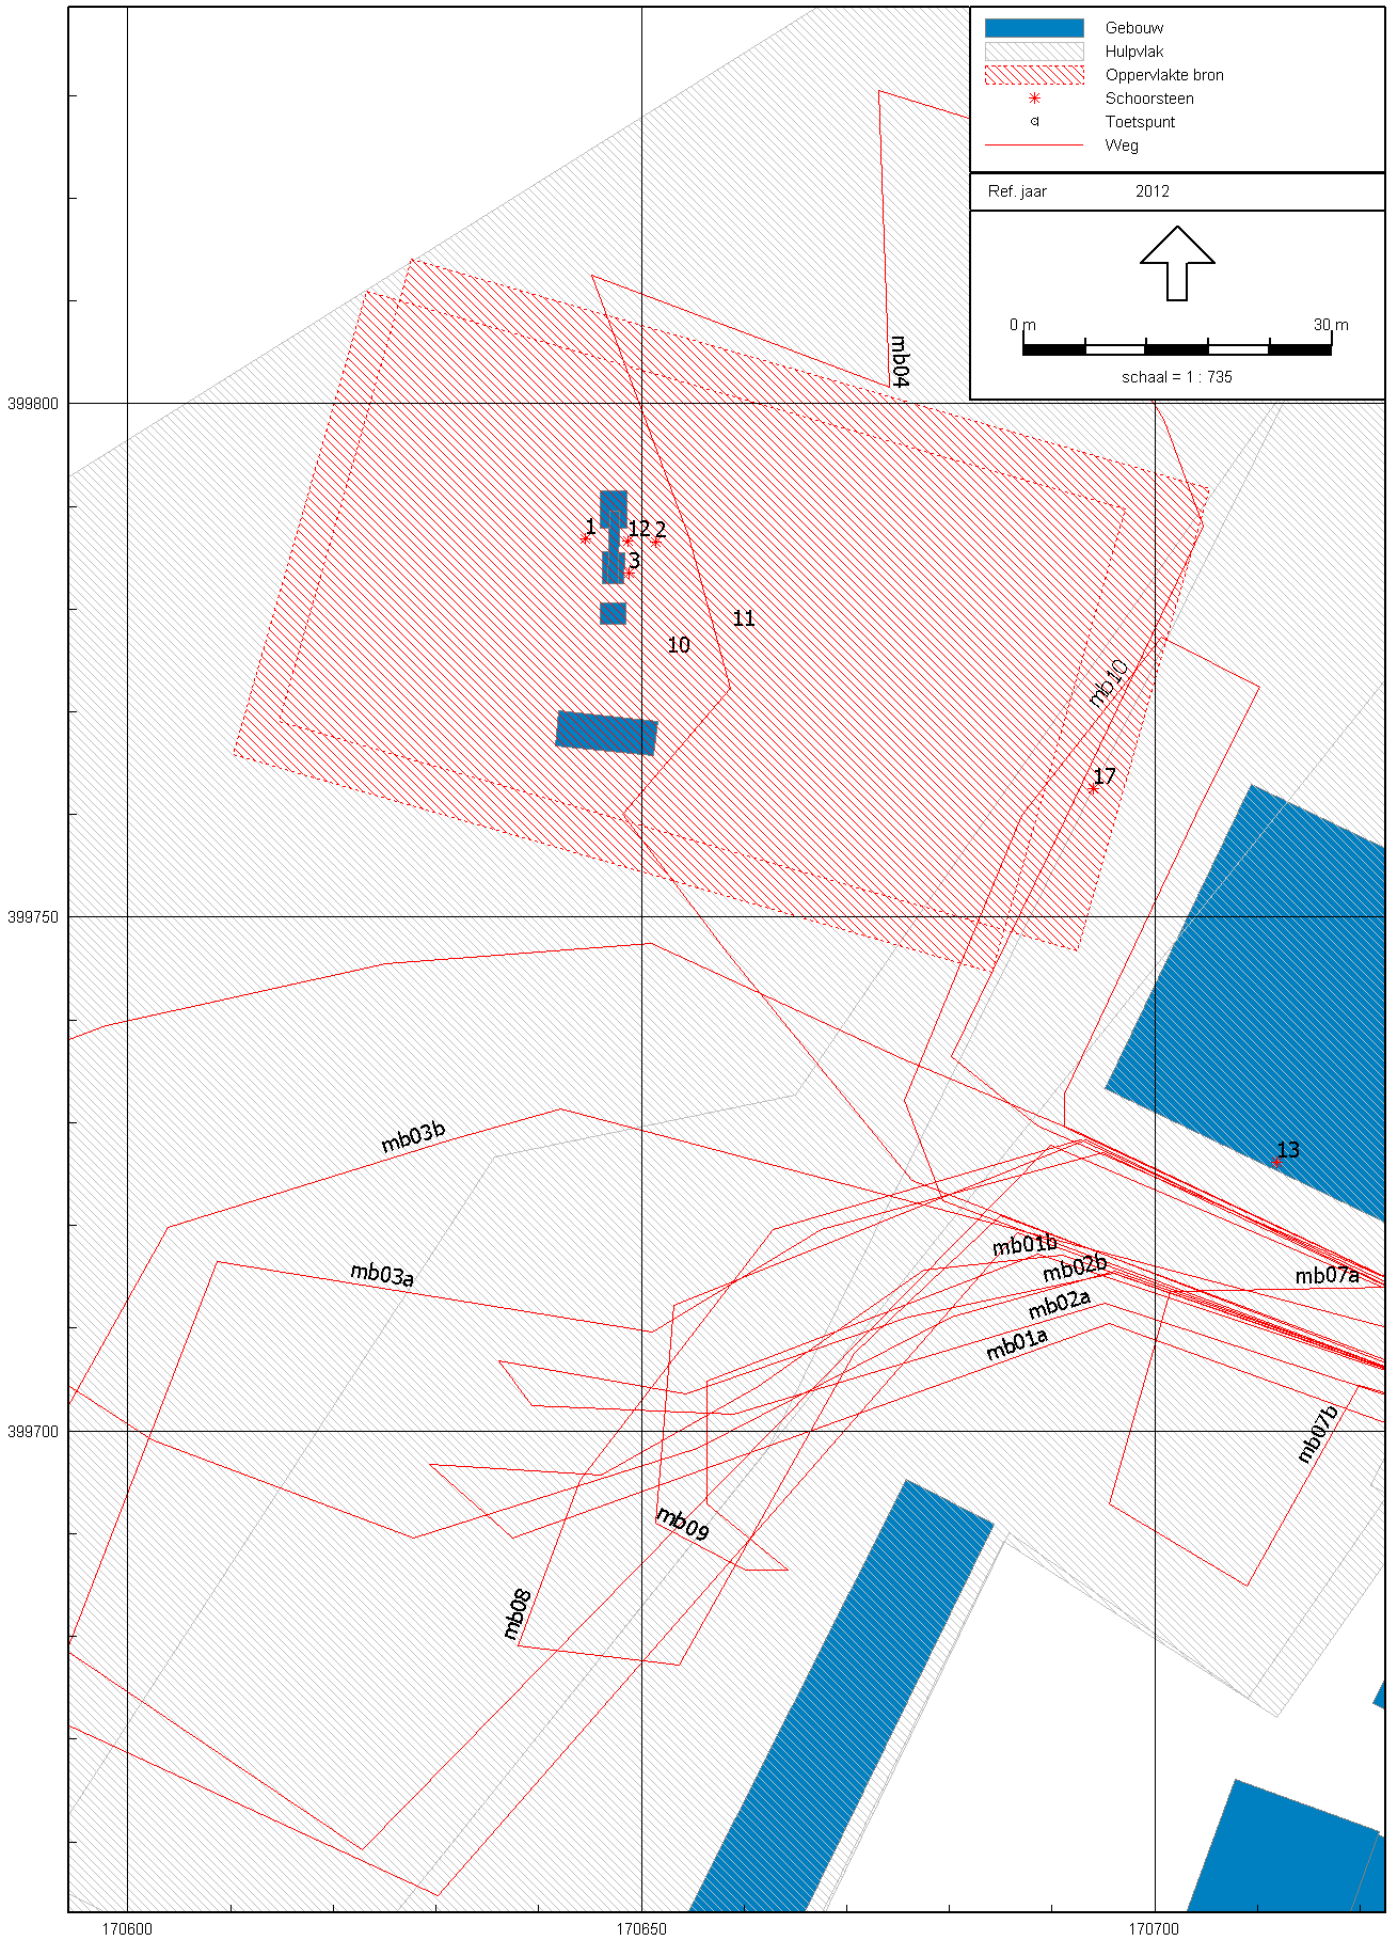 Gebouw
Hulpvlak
Oppervlakte bron
Schoorsteen
Toetspunt
Weg
Ref. jaar 2012
0 m 30 m
schaal = 1 : 735
mb04
399800
1 12 2
3
11
10
mb10
17
399750
mb03b
13
mb01b
mb02b
mb03a
mb07a
mb02a
mb01a
399700
mb07b
mb09
mb08
170600 170650 170700